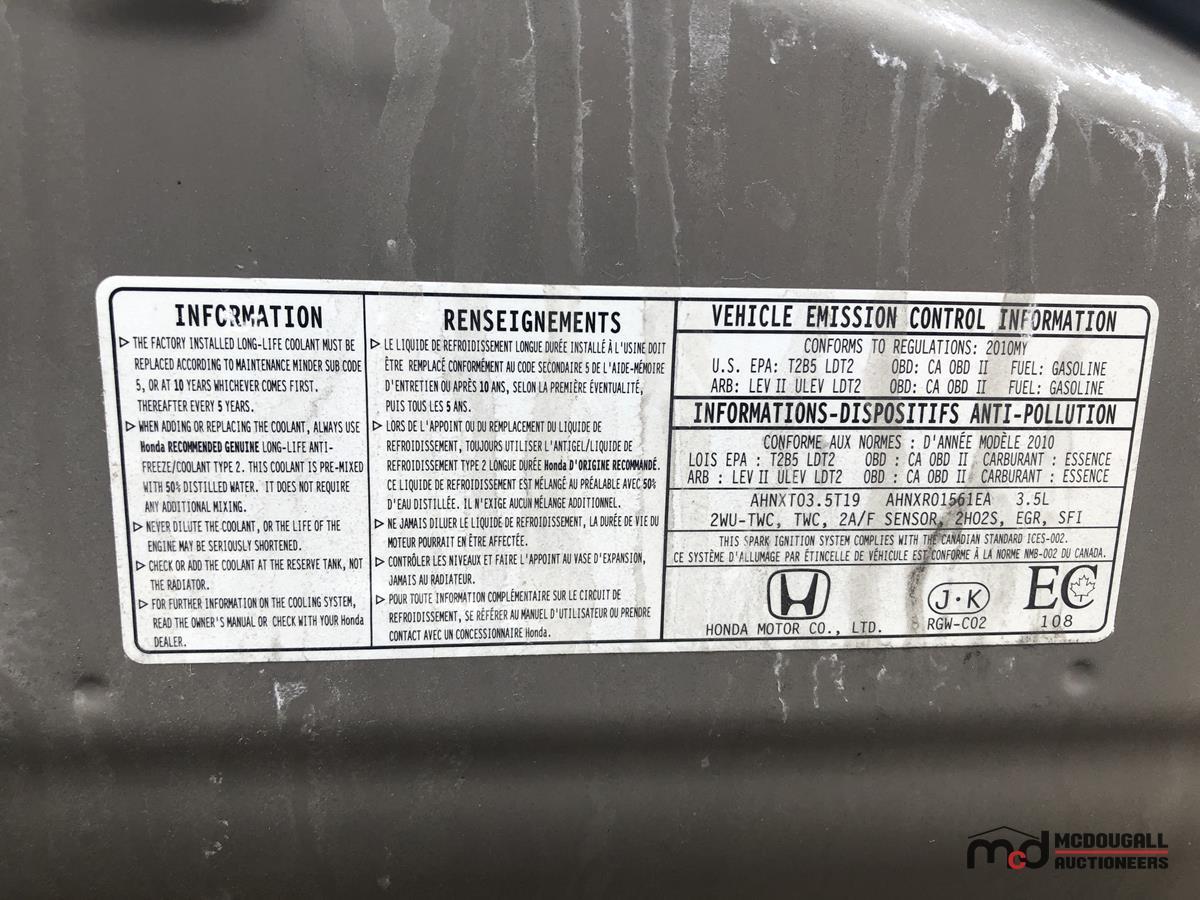 INFORMATION
▷ THE FACTORY INSTALLED LONG-LIFE COOLANT MUST BE
REPLACED ACCORDING TO MAINTENANCE MINDER SUB CODE
5, OR AT 10 YEARS WHICHEVER COMES FIRST.
THEREAFTER EVERY 5 YEARS.
▷ WHEN ADDING OR REPLACING THE COOLANT, ALWAYS USE
Honda RECOMMENDED GENUINE LONG-LIFE ANTI-
FREEZE/COOLANT TYPE 2. THIS COOLANT IS PRE-MIXED
WITH 50% DISTILLED WATER. IT DOES NOT REQUIRE
ANY ADDITIONAL MIXING.
▷ NEVER DILUTE THE COOLANT, OR THE LIFE OF THE
ENGINE MAY BE SERIOUSLY SHORTENED.
▷ CHECK OR ADD THE COOLANT AT THE RESERVE TANK, NOT
THE RADIATOR.
▷ FOR FURTHER INFORMATION ON THE COOLING SYSTEM,
READ THE OWNER'S MANUAL OR CHECK WITH YOUR Honda
DEALER.
RENSEIGNEMENTS
▷ LE LIQUIDE DE REFROIDISSEMENT LONGUE DURÉE INSTALLÉ À L'USINE DOIT
ÊTRE REMPLACÉ CONFORMÉMENT AU CODE SECONDAIRE 5 DE L'AIDE-MÉMOIRE
D'ENTRETIEN OU APRÈS 10 ANS, SELON LA PREMIÈRE ÉVENTUALITÉ,
PUIS TOUS LES 5 ANS.
▷ LORS DE L'APPOINT OU DU REMPLACEMENT DU LIQUIDE DE
REFROIDISSEMENT, TOUJOURS UTILISER L'ANTIGEL/LIQUIDE DE
REFROIDISSEMENT TYPE 2 LONGUE DURÉE Honda D'ORIGINE RECOMMANDÉ.
CE LIQUIDE DE REFROIDISSEMENT EST MÉLANGÉ AU PRÉALABLE AVEC 50%
D'EAU DISTILLÉE. IL N'EXIGE AUCUN MÉLANGE ADDITIONNEL.
▷ NE JAMAIS DILUER LE LIQUIDE DE REFROIDISSEMENT, LA DURÉE DE VIE DU
MOTEUR POURRAIT EN ÊTRE AFFECTÉE.
▷ CONTRÔLER LES NIVEAUX ET FAIRE L'APPOINT AU VASE D'EXPANSION,
JAMAIS AU RADIATEUR.
▷ POUR TOUTE INFORMATION COMPLÉMENTAIRE SUR LE CIRCUIT DE
REFROIDISSEMENT, SE RÉFÉRER AU MANUEL D'UTILISATEUR OU PRENDRE
CONTACT AVEC UN CONCESSIONNAIRE Honda.
VEHICLE EMISSION CONTROL INFORMATION
CONFORMS TO REGULATIONS: 2010MY
U.S. EPA: T2B5 LDT2 OBD: CA OBD II FUEL: GASOLINE
ARB: LEV II ULEV LDT2 OBD: CA OBD II FUEL: GASOLINE
INFORMATIONS-DISPOSITIFS ANTI-POLLUTION
CONFORME AUX NORMES : D'ANNÉE MODÈLE 2010
LOIS EPA : T2B5 LDT2 OBD : CA OBD II CARBURANT : ESSENCE
ARB : LEV II ULEV LDT2 OBD : CA OBD II CARBURANT : ESSENCE
AHNXT03.5T19 AHNXR01561EA 3.5L
2WU-TWC, TWC, 2A/F SENSOR, 2HO2S, EGR, SFI
THIS SPARK IGNITION SYSTEM COMPLIES WITH THE CANADIAN STANDARD ICES-002.
CE SYSTÈME D'ALLUMAGE PAR ÉTINCELLE DE VÉHICULE EST CONFORME À LA NORME NMB-002 DU CANADA.
HONDA MOTOR CO., LTD.
J·K
RGW-C02
EC
108
mcd MCDOUGALL
AUCTIONEERS